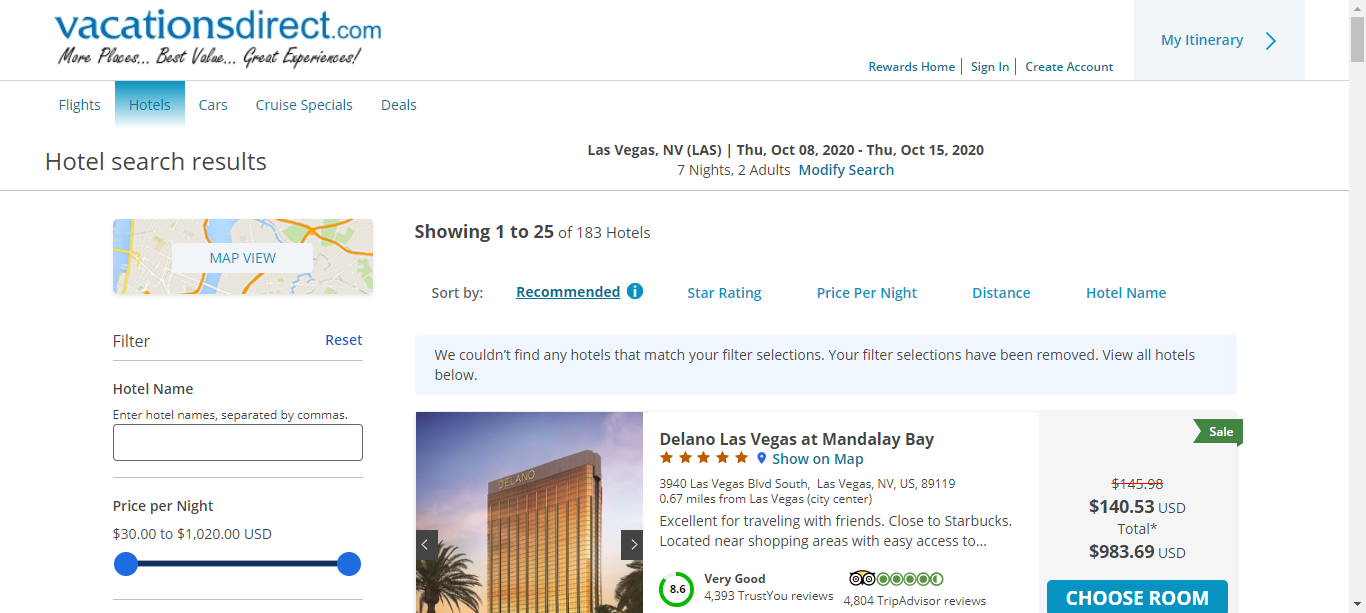 vacationsdirect.com
More Places... Best Value... Great Experiences!
My Itinerary
Rewards Home | Sign In | Create Account
Flights Hotels Cars Cruise Specials Deals
Hotel search results
Las Vegas, NV (LAS) | Thu, Oct 08, 2020 - Thu, Oct 15, 2020
7 Nights, 2 Adults Modify Search
MAP VIEW
Filter Reset
Hotel Name
Enter hotel names, separated by commas.
Price per Night
$30.00 to $1,020.00 USD
Showing 1 to 25 of 183 Hotels
Sort by: Recommended i Star Rating Price Per Night Distance Hotel Name
We couldn't find any hotels that match your filter selections. Your filter selections have been removed. View all hotels
below.
DELANO
Delano Las Vegas at Mandalay Bay
Show on Map
3940 Las Vegas Blvd South, Las Vegas, NV, US, 89119
0.67 miles from Las Vegas (city center)
Excellent for traveling with friends. Close to Starbucks.
Located near shopping areas with easy access to...
8.6
Very Good
4,393 TrustYou reviews
4,804 TripAdvisor reviews
Sale
$145.98
$140.53 USD
Total*
$983.69 USD
CHOOSE ROOM